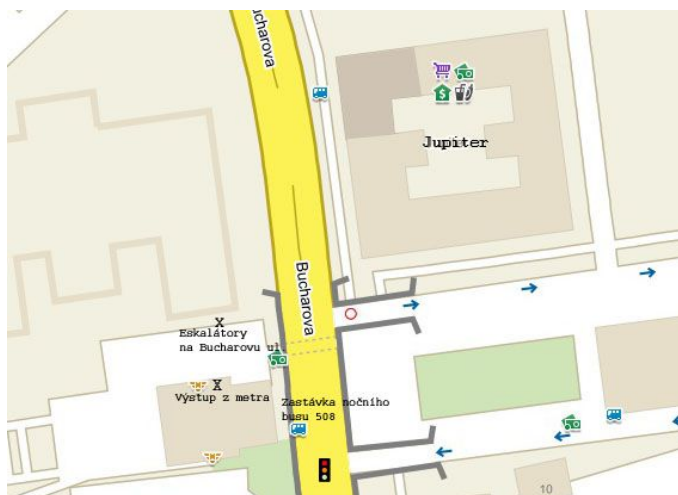 Bucharova
Jupiter
Bucharova
X
Eskalátory
na Bucharovu ul
X
Výstup z metra
Zastávka nočního
busu 508
10